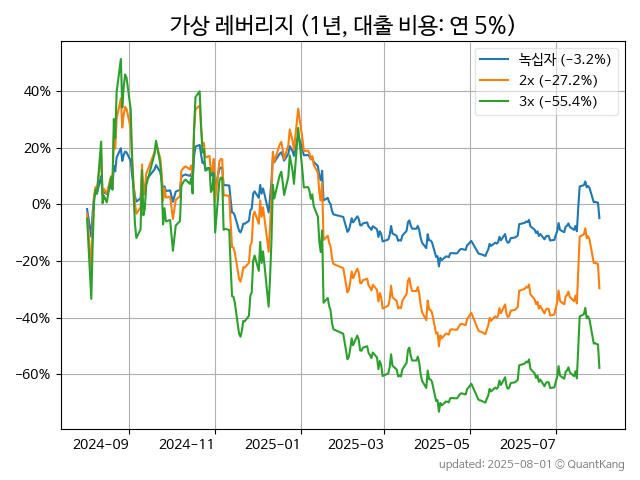 가상 레버리지 (1년, 대출 비용: 연 5%)
녹십자 (−3.2%)
2x (−27.2%)
3x (−55.4%)
40%
20%
0%
−20%
−40%
−60%
2024-09 2024-11 2025-01 2025-03 2025-05 2025-07
updated: 2025-08-01 © QuantKang